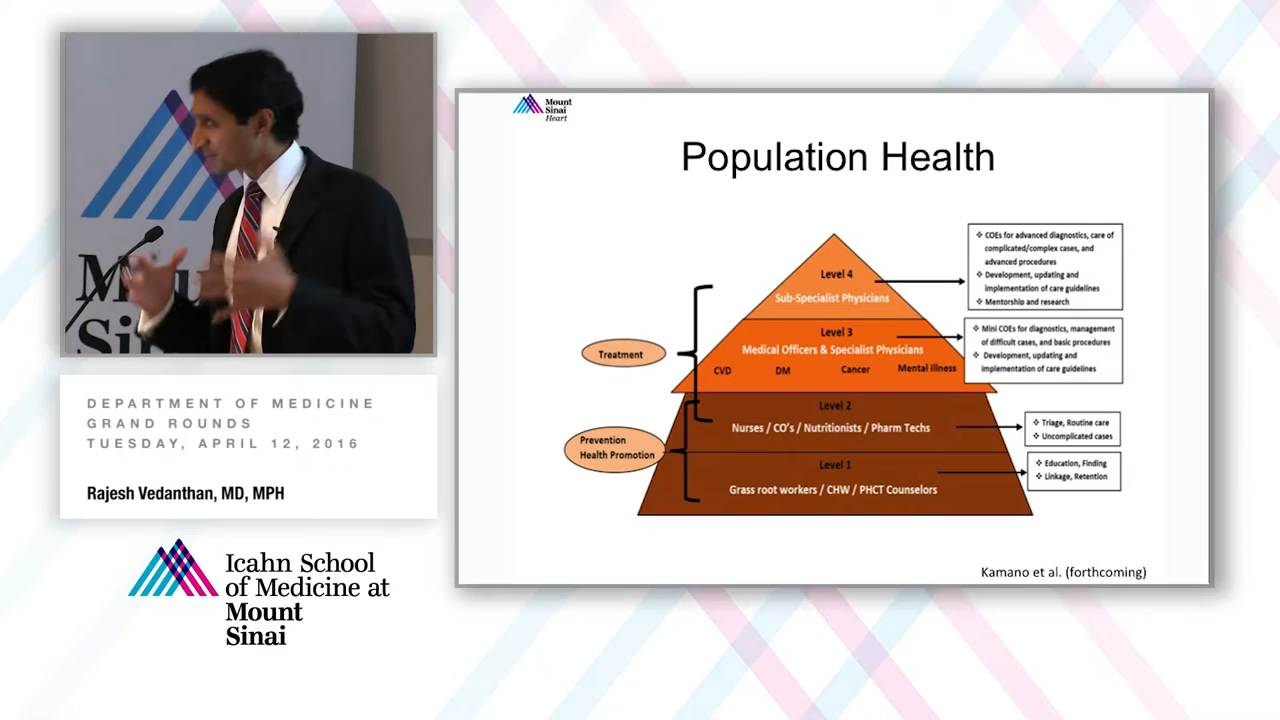 Mount
Sinai
DEPARTMENT OF MEDICINE
GRAND ROUNDS
TUESDAY, APRIL 12, 2016
Rajesh Vedanthan, MD, MPH
Icahn School
of Medicine at
Mount
Sinai
Mount
Sinai
Heart
Population Health
Level 4
Sub-Specialist Physicians
❖ COEs for advanced diagnostics, care of
complicated/complex cases, and
advanced procedures
❖ Development, updating and
implementation of care guidelines
❖ Mentorship and research
Level 3
Medical Officers & Specialist Physicians
CVD DM Cancer Mental Illness
❖ Mini COEs for diagnostics, management
of difficult cases, and basic procedures
❖ Development, updating and
implementation of care guidelines
Treatment
Level 2
Nurses / CO's / Nutritionists / Pharm Techs
❖ Triage, Routine care
❖ Uncomplicated cases
Prevention
Health Promotion
Level 1
Grass root workers / CHW / PHCT Counselors
❖ Education, Finding
❖ Linkage, Retention
Kamano et al. (forthcoming)